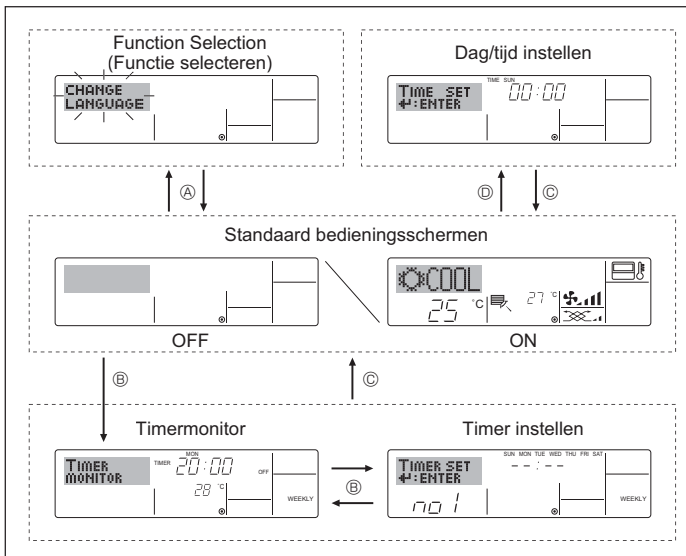 Function Selection
(Functie selecteren)
CHANGE
LANGUAGE
Ⓐ
Dag/tijd instellen
TIME SUN
TIME SET 00:00
↵:ENTER
Ⓓ Ⓒ
Standaard bedieningsschermen
OFF
COOL
25 °C 27 °C
ON
Ⓑ Ⓒ
Timermonitor
MON
TIMER TIMER 20:00 OFF
MONITOR
28 °C
WEEKLY
Ⓑ
Timer instellen
SUN MON TUE WED THU FRI SAT
TIMER SET --:--
↵:ENTER
no 1
WEEKLY